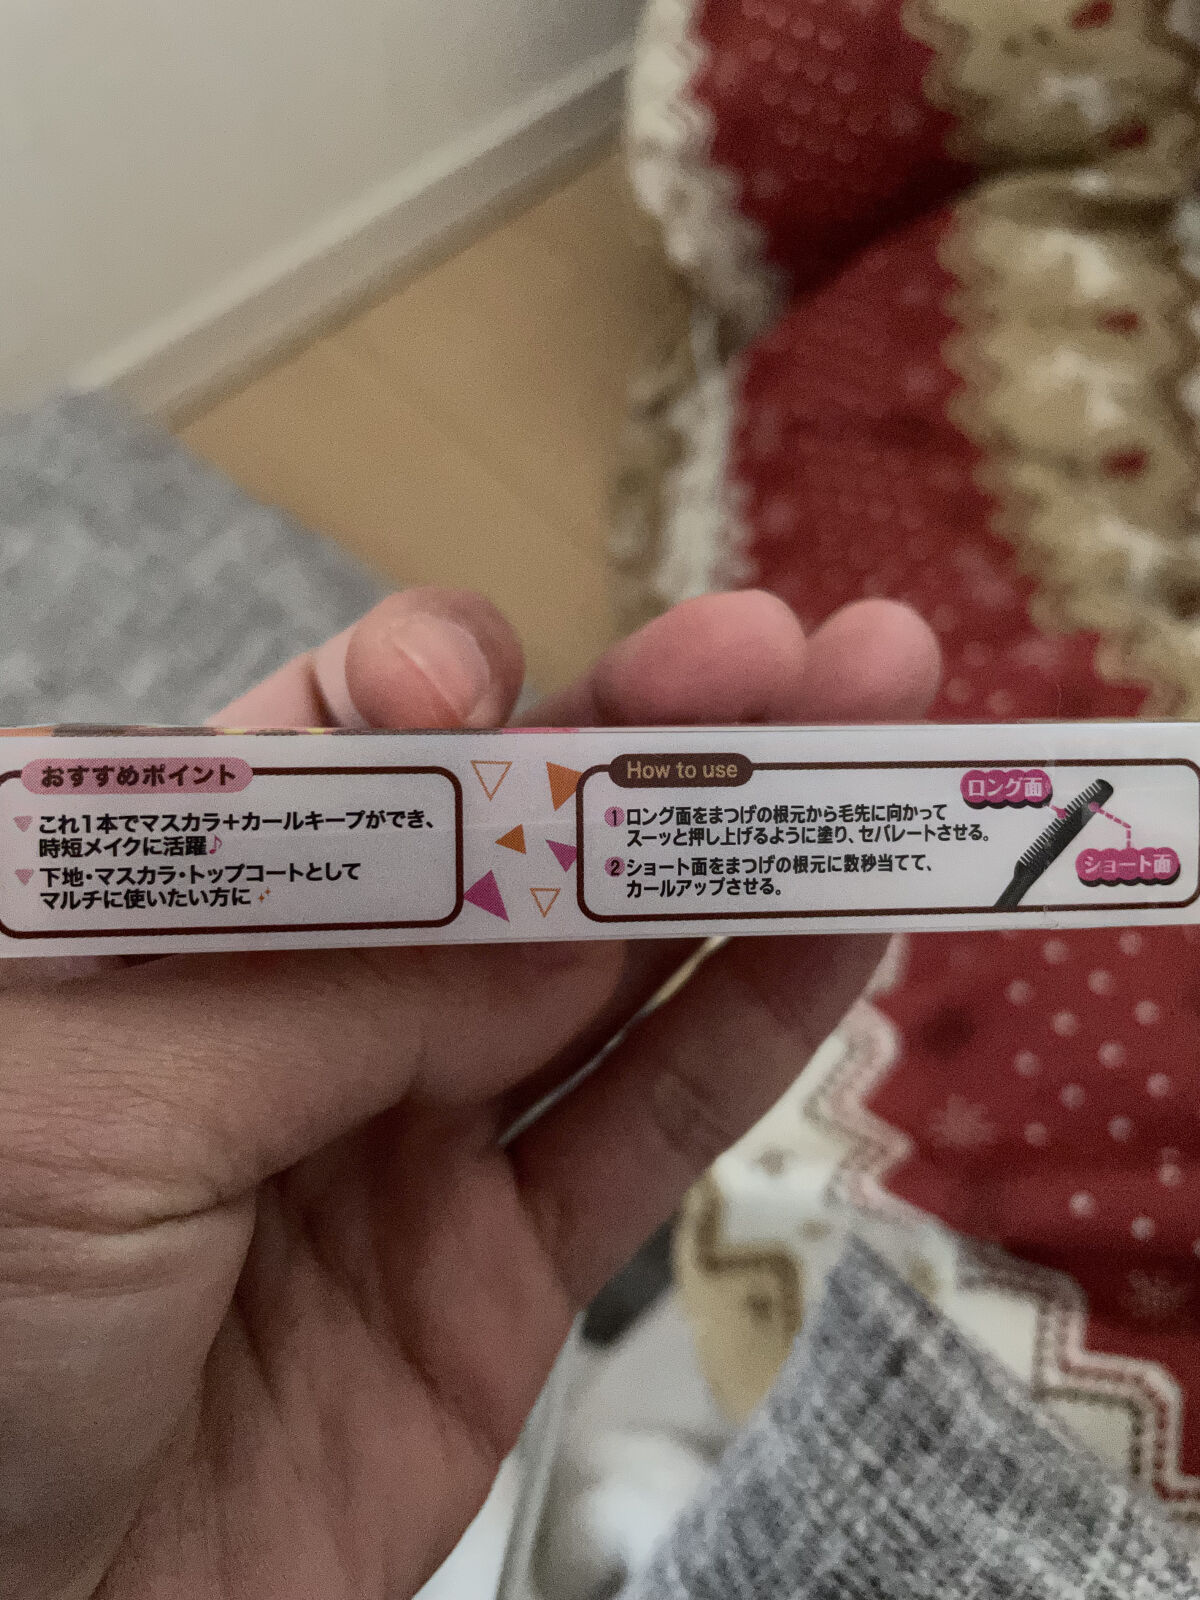 おすすめポイント
▼これ1本でマスカラ+カールキープができ、
時短メイクに活躍♪
▼下地・マスカラ・トップコートとして
マルチに使いたい方に
How to use
①ロング面をまつげの根元から毛先に向かって
スーッと押し上げるように塗り、セパレートさせる。
②ショート面をまつげの根元に数秒当てて、
カールアップさせる。
ロング面
ショート面